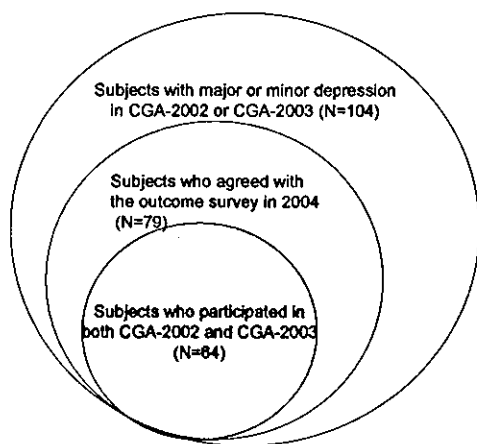 Subjects with major or minor depression
in CGA-2002 or CGA-2003 (N=104)
Subjects who agreed with
the outcome survey in 2004
(N=79)
Subjects who participated in
both CGA-2002 and CGA-2003
(N=64)